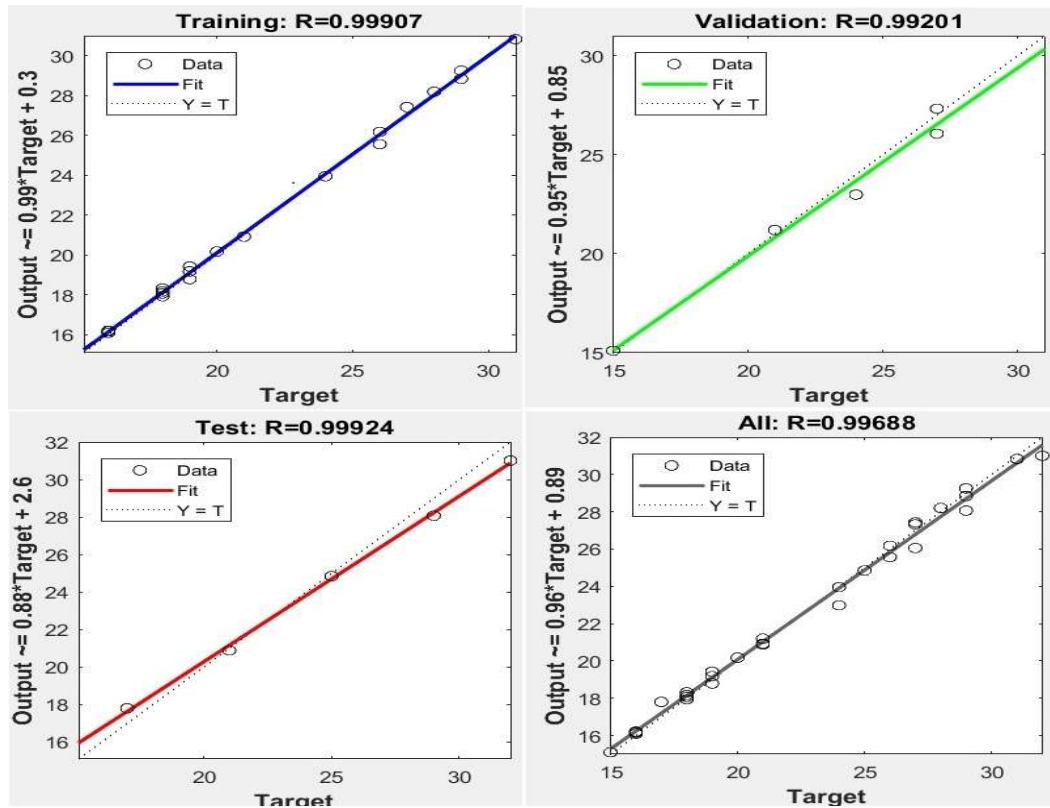 Training: R=0.99907
Output ~= 0.99*Target + 0.3
Data
Fit
Y = T
30
28
26
24
22
20
18
16
20
25
30
Target
Validation: R=0.99201
Output ~= 0.95*Target + 0.85
Data
Fit
Y = T
30
25
20
15
15
20
25
30
Target
Test: R=0.99924
Output ~= 0.88*Target + 2.6
Data
Fit
Y = T
32
30
28
26
24
22
20
18
16
20
25
30
Target
All: R=0.99688
Output ~= 0.96*Target + 0.89
Data
Fit
Y = T
32
30
28
26
24
22
20
18
16
15
20
25
30
Target